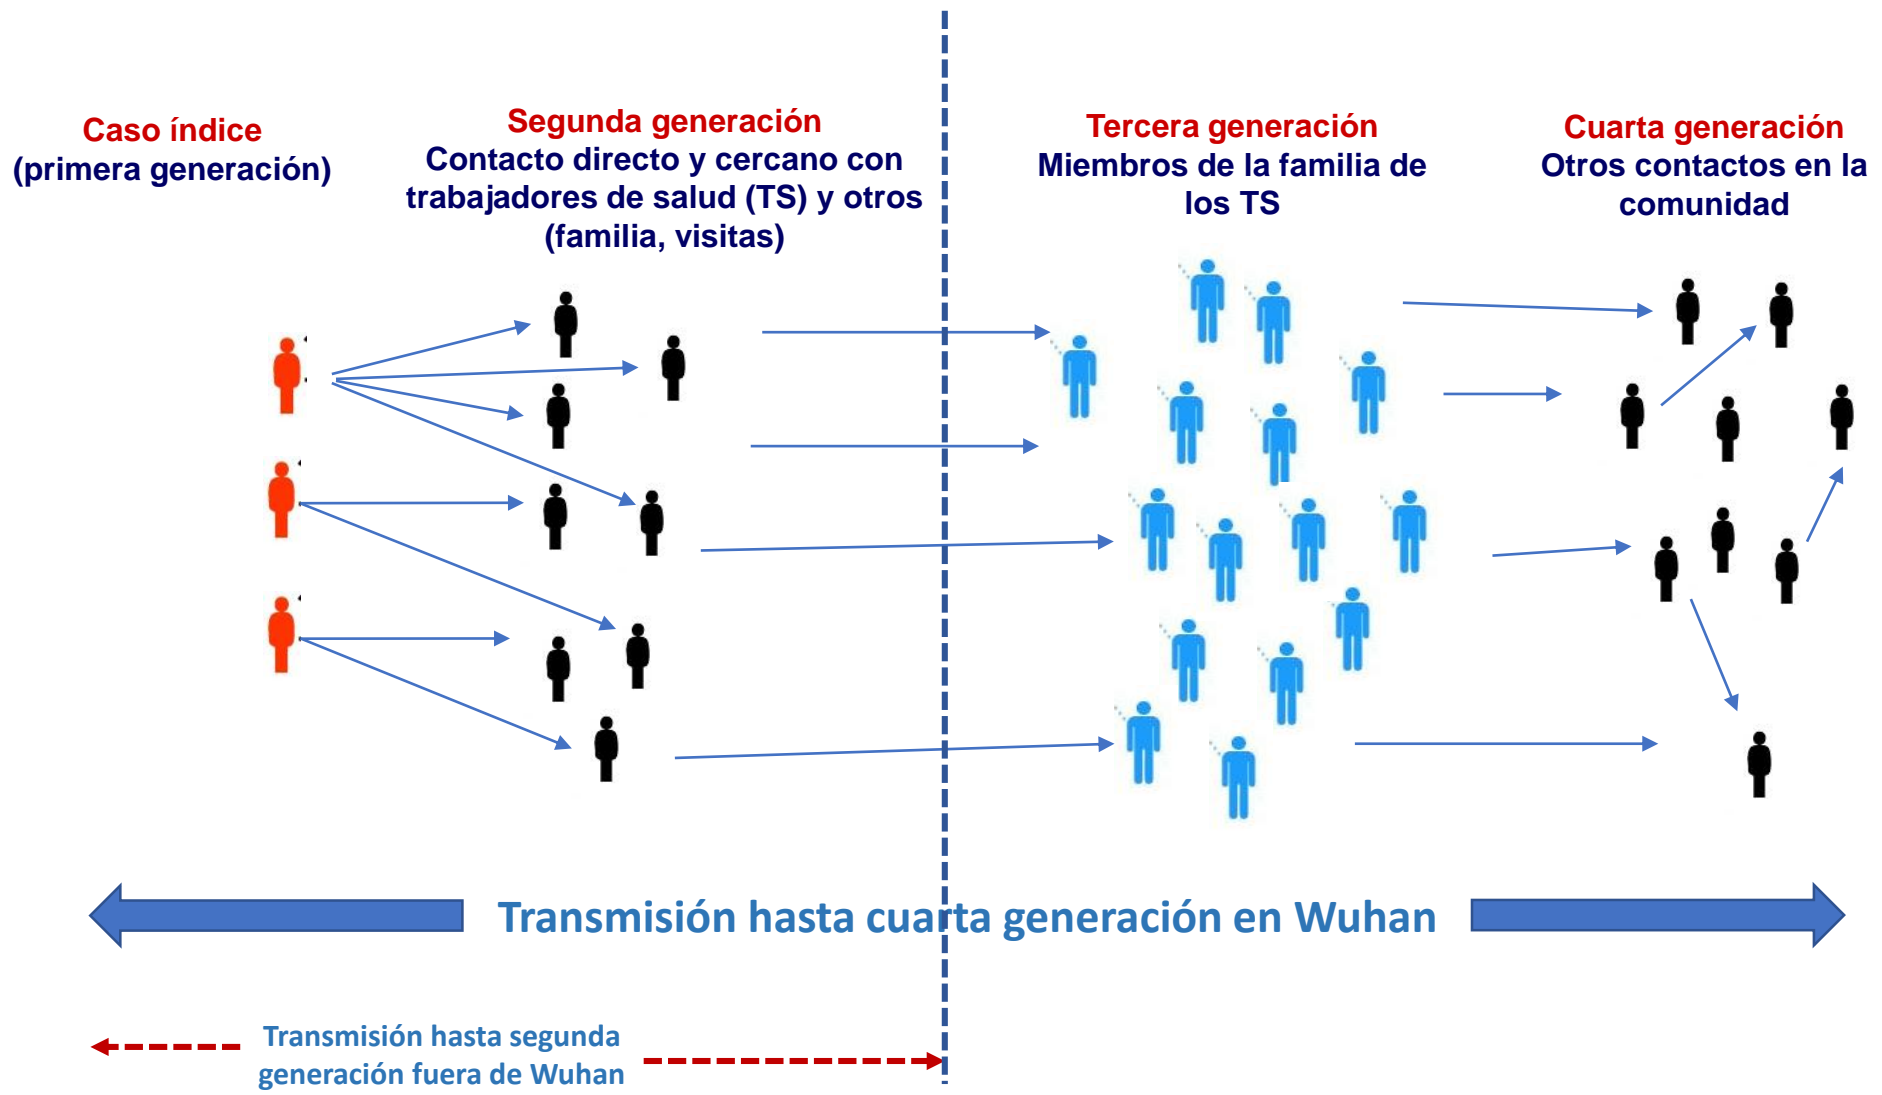 Caso índice
(primera generación)
Segunda generación
Contacto directo y cercano con
trabajadores de salud (TS) y otros
(familia, visitas)
Tercera generación
Miembros de la familia de
los TS
Cuarta generación
Otros contactos en la
comunidad
Transmisión hasta cuarta generación en Wuhan
Transmisión hasta segunda
generación fuera de Wuhan